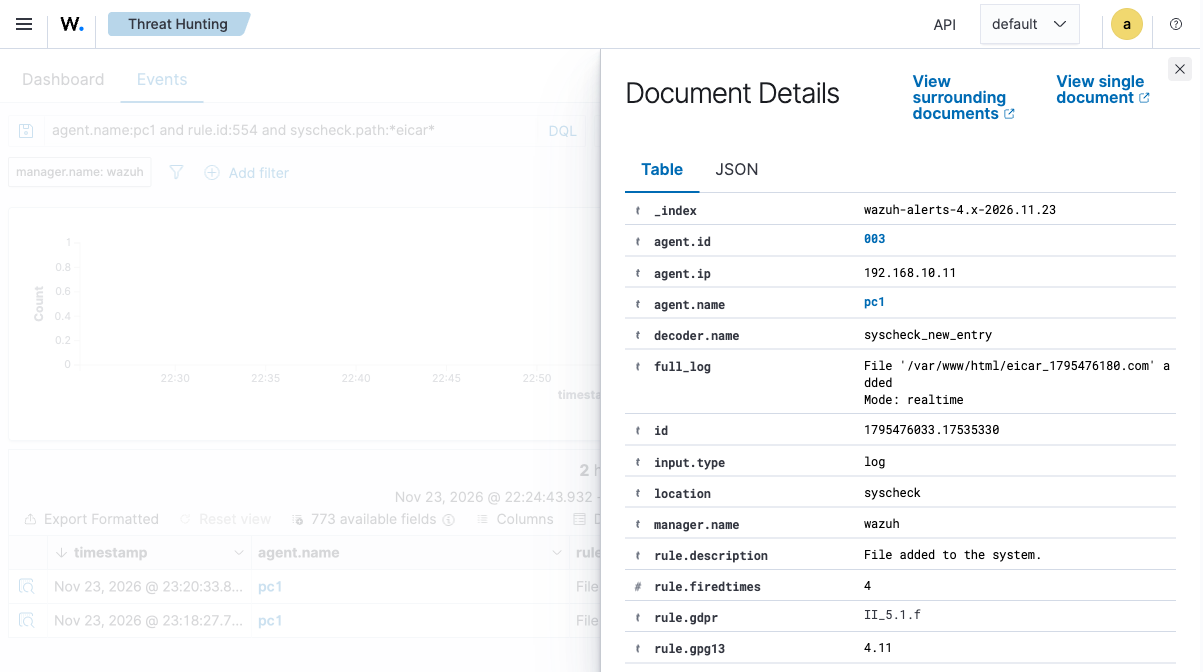 W.
Threat Hunting
API
default
a
Dashboard
Events
agent.name:pc1 and rule.id:554 and syscheck.path:*eicar*
DQL
manager.name: wazuh
Add filter
1
0.8
0.6
0.4
0.2
0
Count
22:30
22:35
22:40
22:45
22:50
timesta
2 h
Nov 23, 2026 @ 22:24:43.932 -
Export Formatted
Reset view
773 available fields
Columns
D
timestamp
agent.name
rule
Nov 23, 2026 @ 23:20:33.8...
pc1
File
Nov 23, 2026 @ 23:18:27.7...
pc1
File
Document Details
View
surrounding
documents
View single
document
Table
JSON
t _index wazuh-alerts-4.x-2026.11.23
t agent.id 003
t agent.ip 192.168.10.11
t agent.name pc1
t decoder.name syscheck_new_entry
t full_log File '/var/www/html/eicar_1795476180.com' a
dded
Mode: realtime
t id 1795476033.17535330
t input.type log
t location syscheck
t manager.name wazuh
t rule.description File added to the system.
# rule.firedtimes 4
t rule.gdpr II_5.1.f
t rule.gpg13 4.11